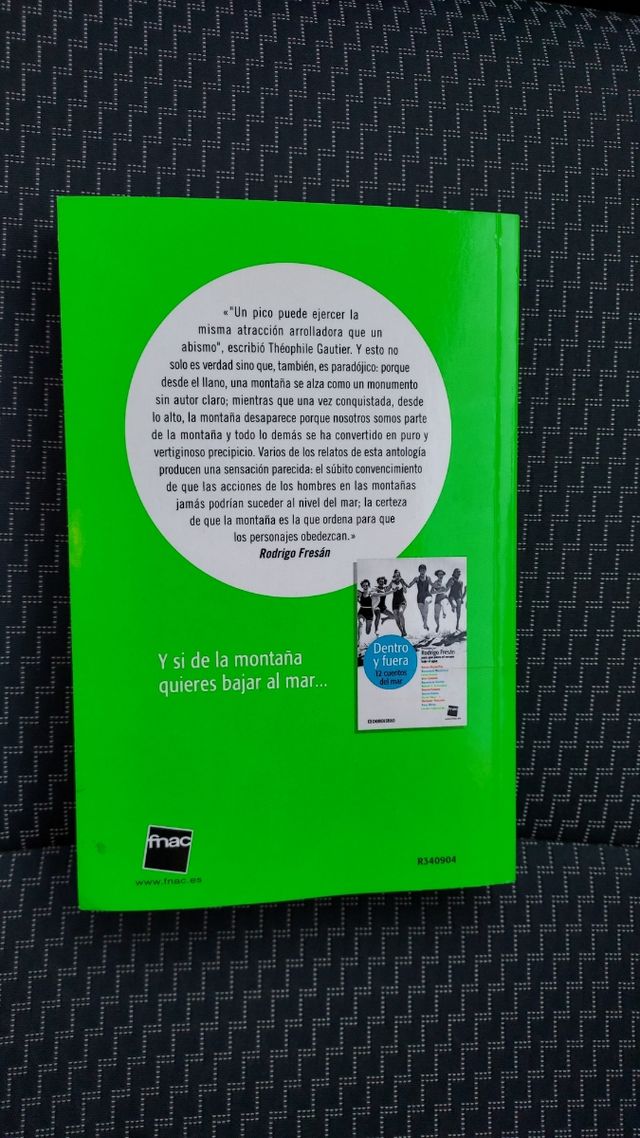 «"Un pico puede ejercer la
misma atracción arrolladora que un
abismo", escribió Théophile Gautier. Y esto no
solo es verdad sino que, también, es paradójico: porque
desde el llano, una montaña se alza como un monumento
sin autor claro; mientras que una vez conquistada, desde
lo alto, la montaña desaparece porque nosotros somos parte
de la montaña y todo lo demás se ha convertido en puro y
vertiginoso precipicio. Varios de los relatos de esta antología
producen una sensación parecida: el súbito convencimiento
de que las acciones de los hombres en las montañas
jamás podrían suceder al nivel del mar; la certeza
de que la montaña es la que ordena para que
los personajes obedezcan.»
Rodrigo Fresán
Y si de la montaña
quieres bajar al mar...
Dentro
y fuera
12 cuentos
del mar
Rodrigo Fresán
fnac
www.fnac.es
R340904